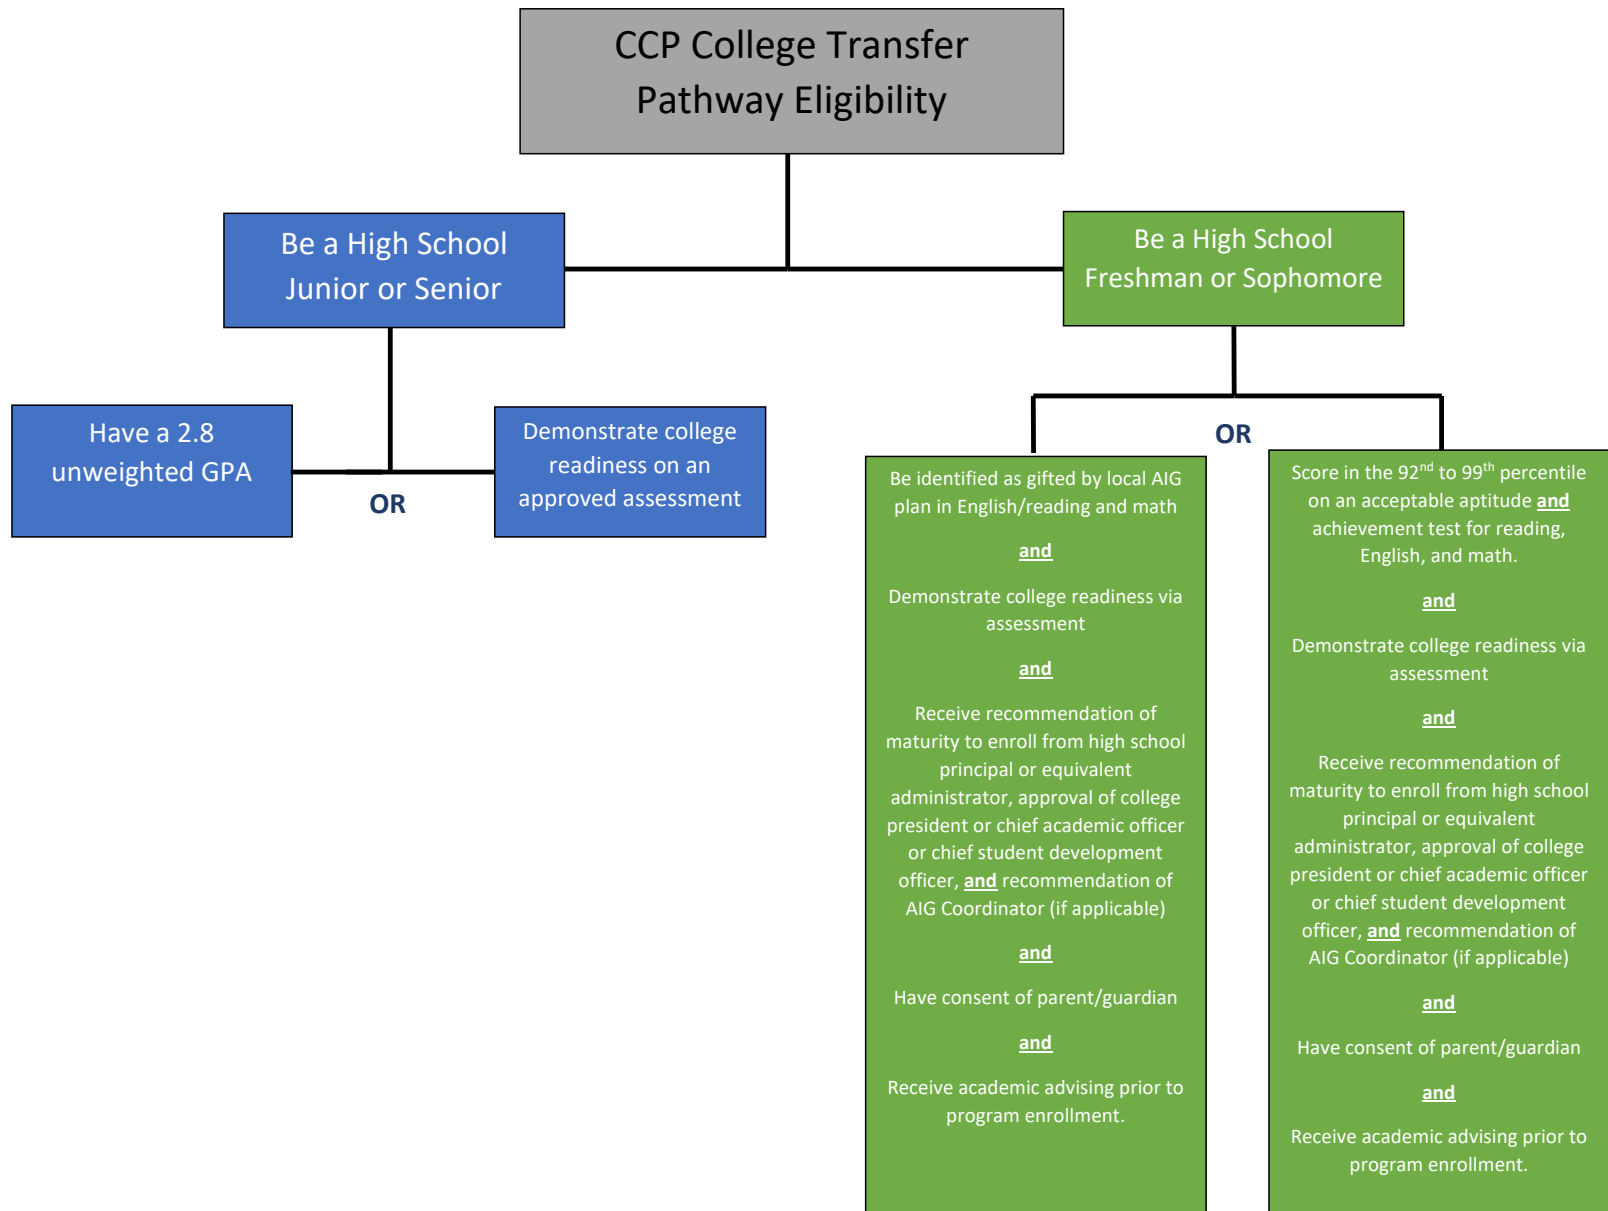 CCP College Transfer
Pathway Eligibility
Be a High School
Junior or Senior
Be a High School
Freshman or Sophomore
Have a 2.8
unweighted GPA
OR
Demonstrate college
readiness on an
approved assessment
OR
Be identified as gifted by local AIG
plan in English/reading and math
and
Demonstrate college readiness via
assessment
and
Receive recommendation of
maturity to enroll from high school
principal or equivalent
administrator, approval of college
president or chief academic officer
or chief student development
officer, and recommendation of
AIG Coordinator (if applicable)
and
Have consent of parent/guardian
and
Receive academic advising prior to
program enrollment.
Score in the 92nd to 99th percentile
on an acceptable aptitude and
achievement test for reading,
English, and math.
and
Demonstrate college readiness via
assessment
and
Receive recommendation of
maturity to enroll from high school
principal or equivalent
administrator, approval of college
president or chief academic officer
or chief student development
officer, and recommendation of
AIG Coordinator (if applicable)
and
Have consent of parent/guardian
and
Receive academic advising prior to
program enrollment.